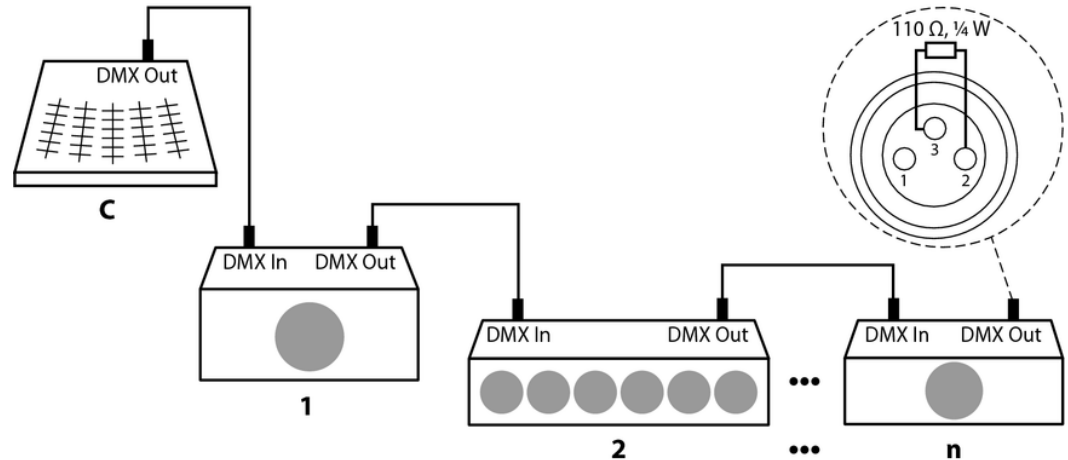 110 Ω, ¼ W
3
1
2
DMX Out
C
DMX In
DMX Out
1
DMX In
DMX Out
2
•••
•••
DMX In
DMX Out
n